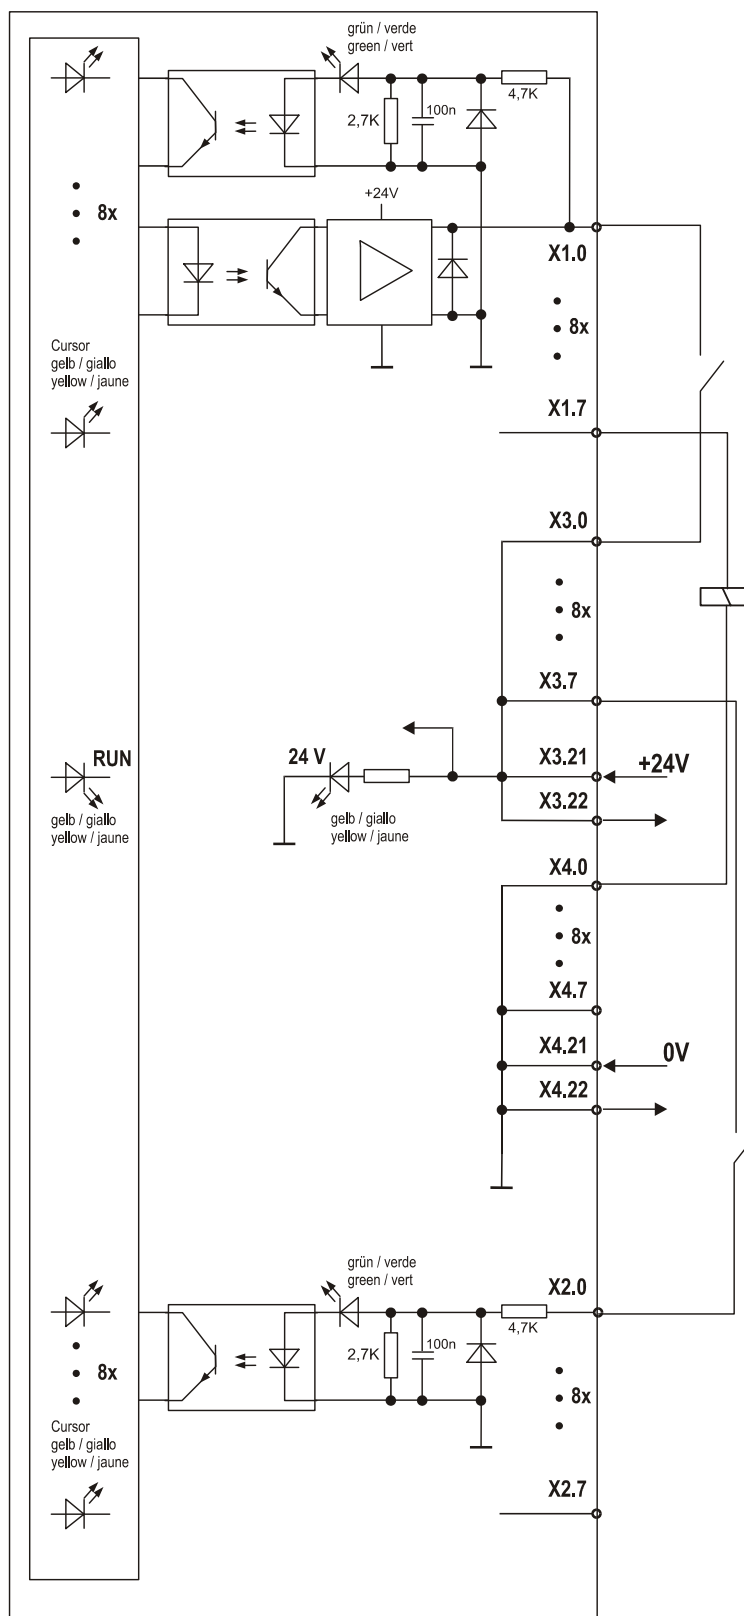 grün / verde
green / vert
2,7K
100n
4,7K
8x
+24V
X1.0
8x
Cursor
gelb / giallo
yellow / jaune
X1.7
X3.0
8x
X3.7
RUN
24 V
X3.21
+24V
X3.22
gelb / giallo
yellow / jaune
gelb / giallo
yellow / jaune
X4.0
8x
X4.7
X4.21
0V
X4.22
grün / verde
green / vert
X2.0
2,7K
100n
4,7K
8x
8x
Cursor
gelb / giallo
yellow / jaune
X2.7